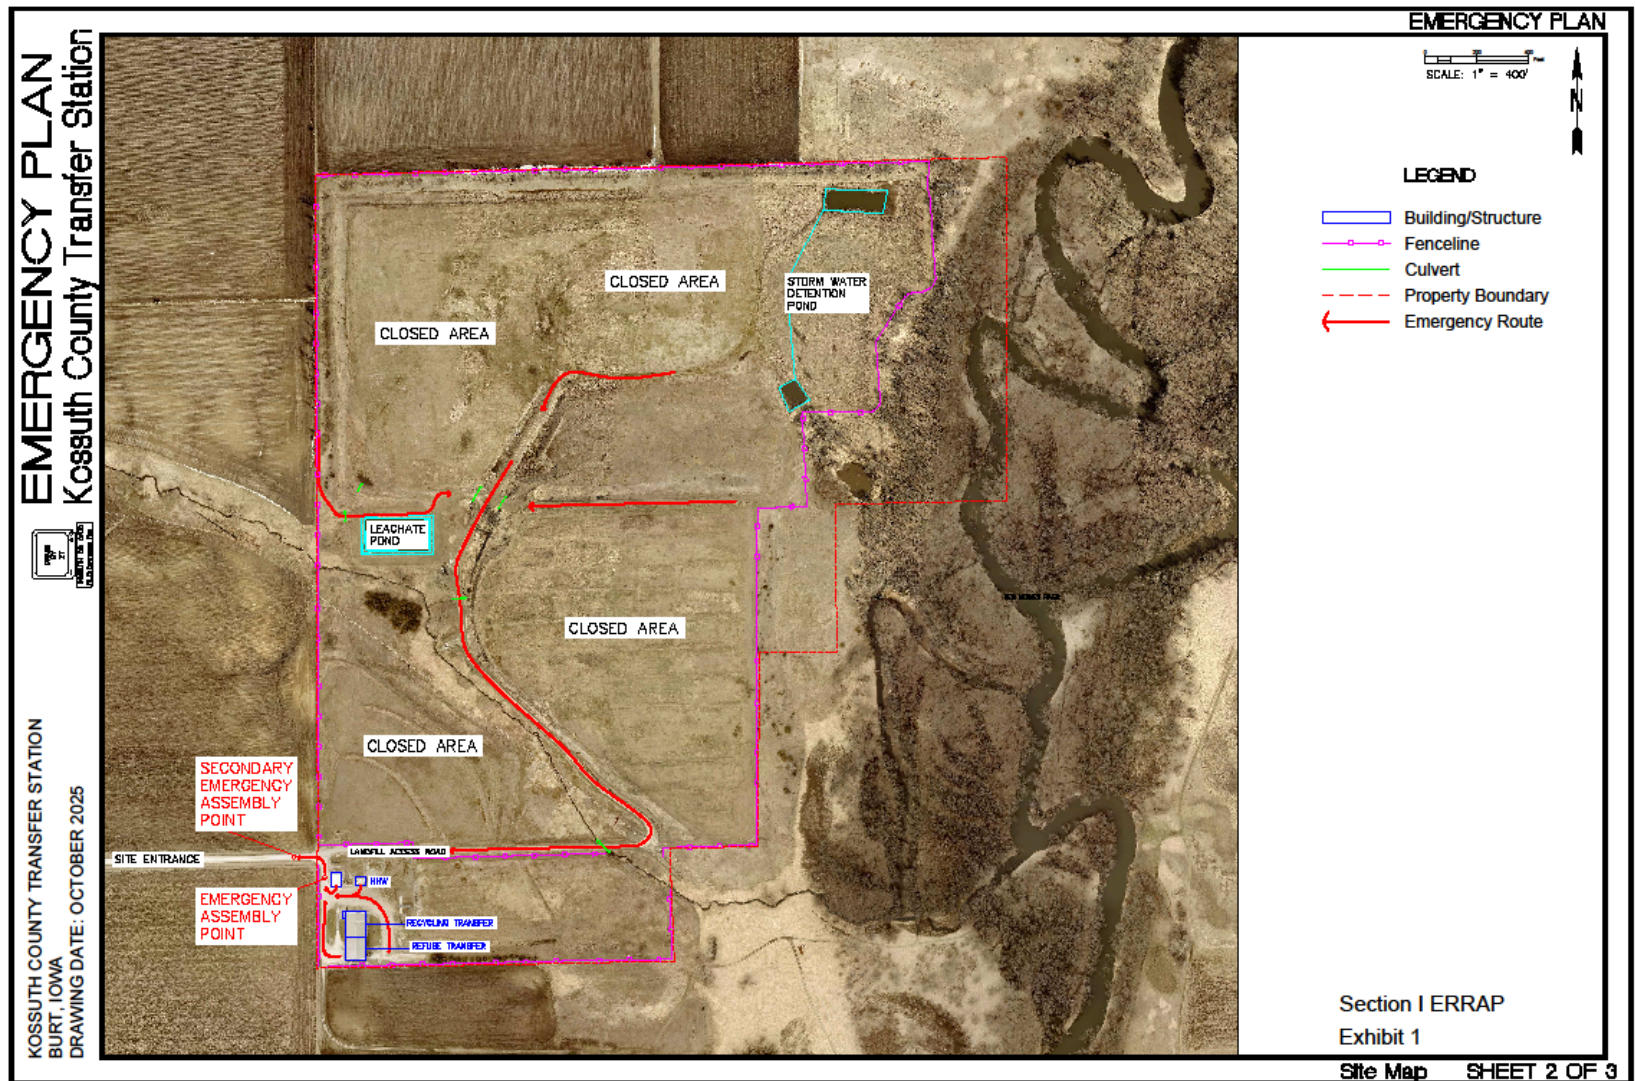 EMERGENCY PLAN
EMERGENCY PLAN
Kossuth County Transfer Station
KOSSUTH COUNTY TRANSFER STATION
BURT, IOWA
DRAWING DATE: OCTOBER 2025
SCALE: 1" = 400'
N
LEGEND
Building/Structure
Fenceline
Culvert
Property Boundary
Emergency Route
CLOSED AREA
STORM WATER
DETENTION
POND
CLOSED AREA
LEACHATE
POND
CLOSED AREA
CLOSED AREA
SECONDARY
EMERGENCY
ASSEMBLY
POINT
SITE ENTRANCE
LANDFILL ACCESS ROAD
HHW
EMERGENCY
ASSEMBLY
POINT
RECYCLING TRANSFER
REFUSE TRANSFER
Section I ERRAP
Exhibit 1
Site Map SHEET 2 OF 3